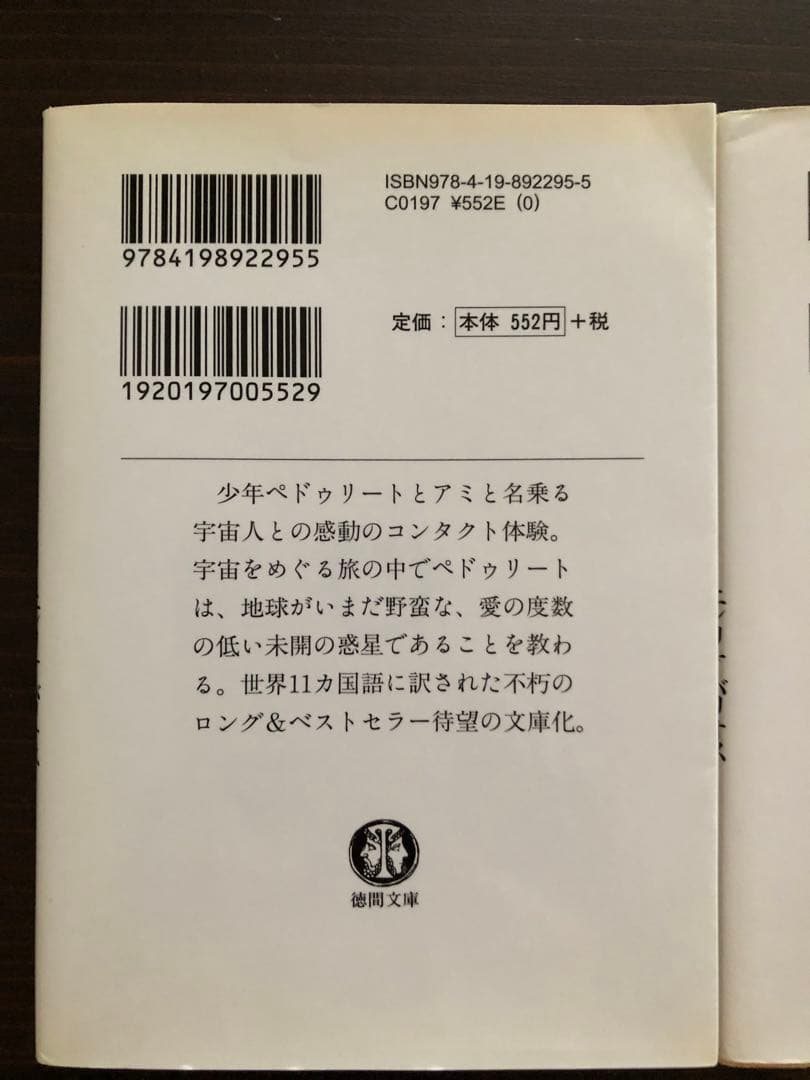 ISBN978-4-19-892295-5
C0197 ¥552E (0)
9784198922955
定価：本体 552円＋税
1920197005529
少年ペドゥリートとアミと名乗る
宇宙人との感動のコンタクト体験。
宇宙をめぐる旅の中でペドゥリート
は、地球がいまだ野蛮な、愛の度数
の低い未開の惑星であることを教わ
る。世界11カ国語に訳された不朽の
ロング＆ベストセラー待望の文庫化。
徳間文庫